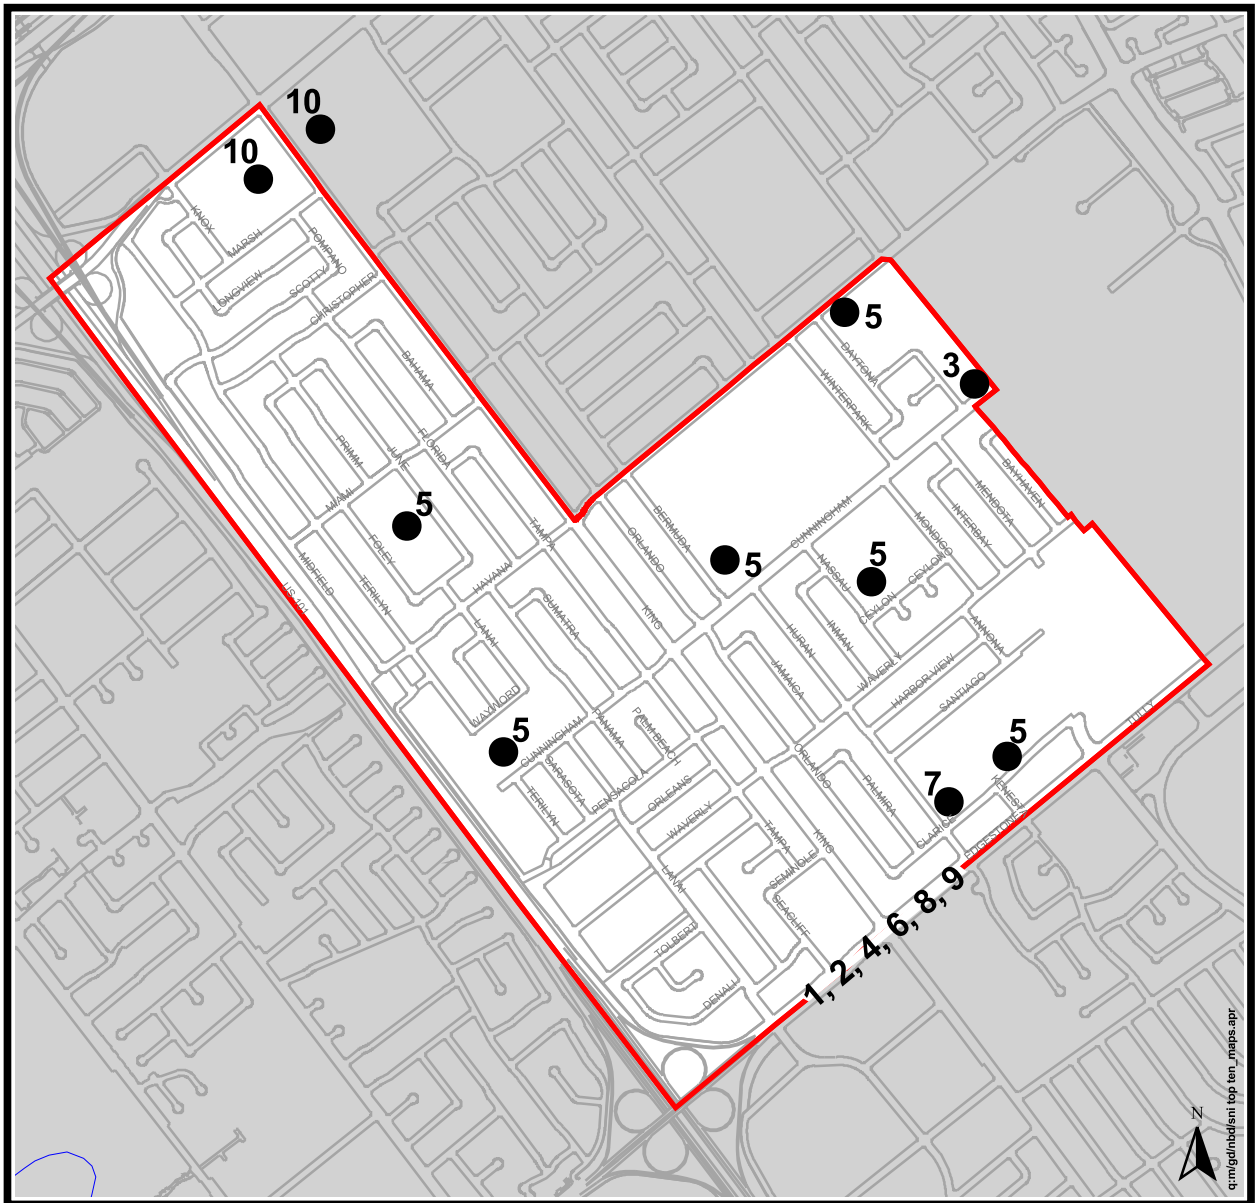 10
10
KNOX
MARSH
POMPANO
LONGVIEW
SCOTTY
CHRISTOPHER
5
DAYTONA
3
WINTERPARK
BAHAMA
PRIMM
JUNE
FLORIDA
MIAMI
BAYHAVEN
MENDOTA
INTERBAY
5
FOLEY
TAMPA
BERMUDA
ORLANDO
CUNNINGHAM
MONDIGO
5
5
NASSAU
CEYLON
CEYLON
MIDFIELD
US 101
TERILYN
HAVANA
SUMATRA
KING
LANAI
HURAN
INMAN
ANNONA
WAVERLY
HARBOR VIEW
SANTIAGO
JAMAICA
WAYWORD
5
CUNNINGHAM
PANAMA
PALM BEACH
TULLY
5
SARASOTA
PENSACOLA
TERILYN
ORLEANS
WAVERLY
ORLANDO
PALMIRA
7
KENESTA
CLARICE
EDGESTONE
TAMPA
KING
SEMINOLE
LANAI
SEACLIFF
TOLBERT
DENALI
1, 2, 4, 6, 8, 9
N
q:m/gd/nbd/sni top ten_maps.apr